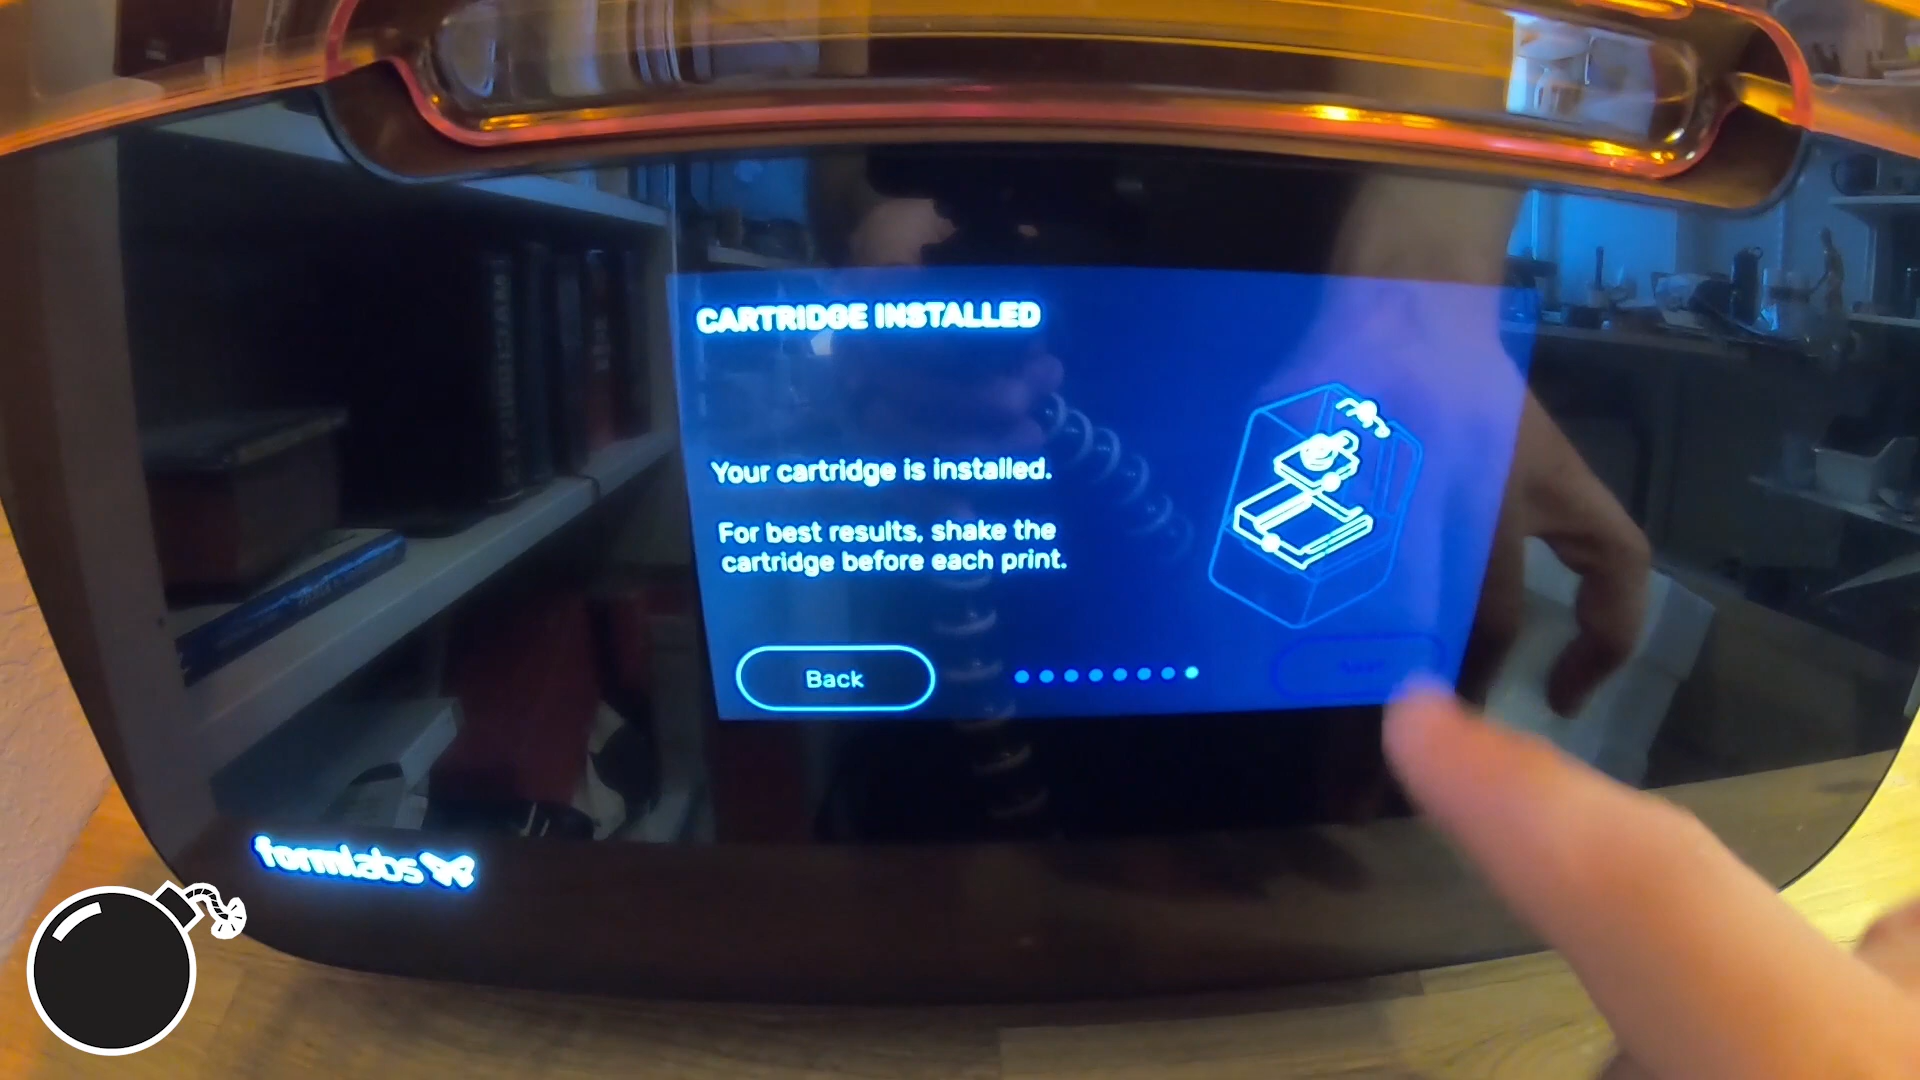 CARTRIDGE INSTALLED
Your cartridge is installed.
For best results, shake the
cartridge before each print.
Back
formlabs